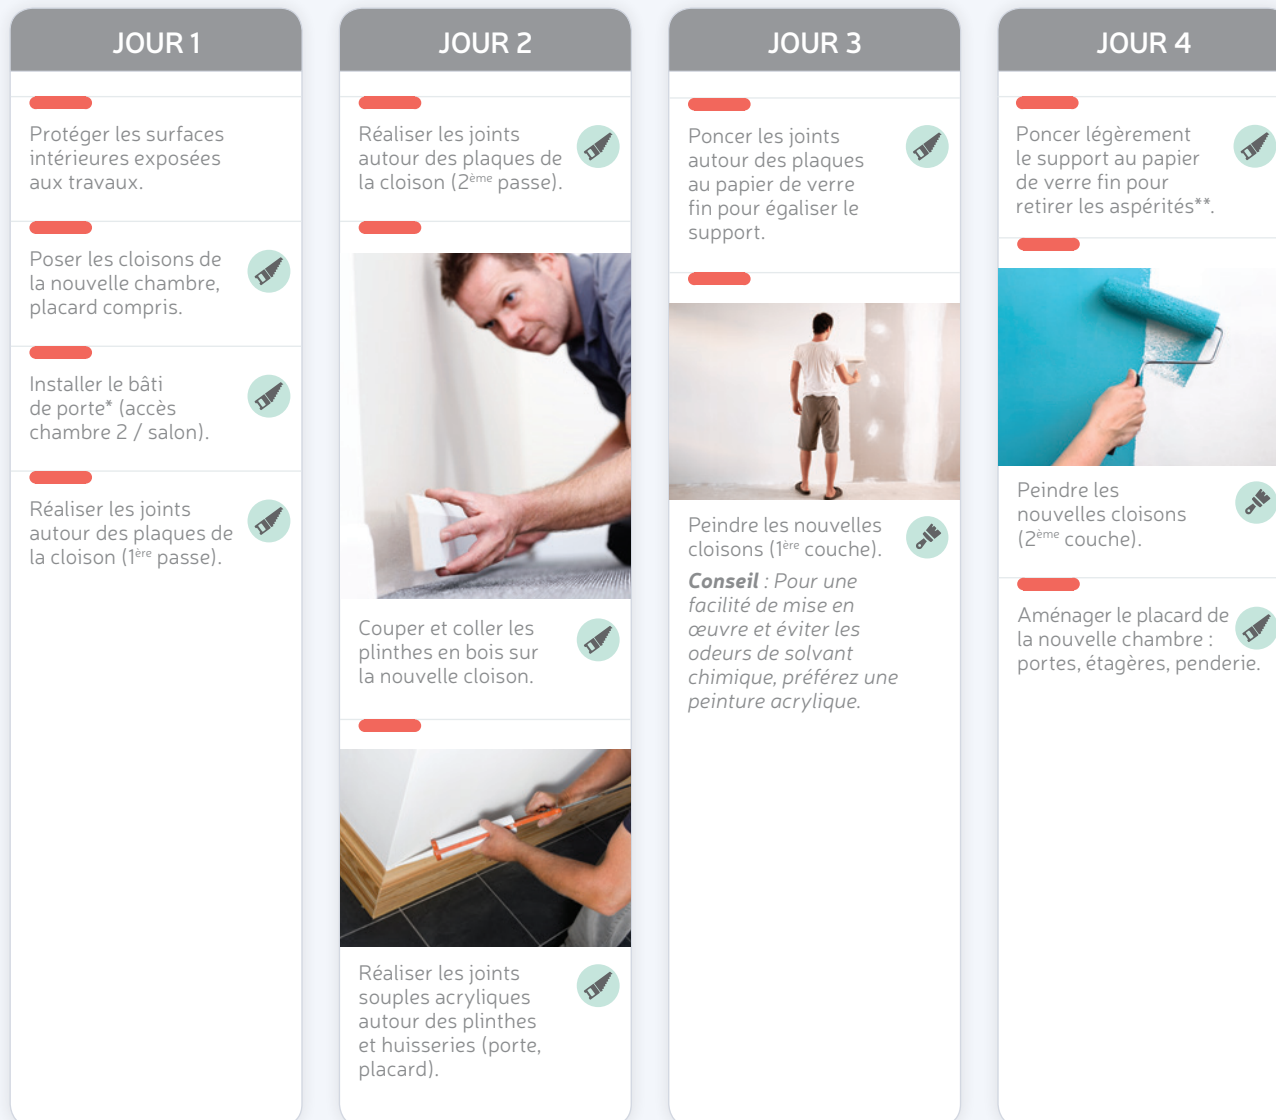 JOUR 1
Protéger les surfaces
intérieures exposées
aux travaux.
Poser les cloisons de
la nouvelle chambre,
placard compris.
Installer le bâti
de porte* (accès
chambre 2 / salon).
Réaliser les joints
autour des plaques de
la cloison (1ère passe).
JOUR 2
Réaliser les joints
autour des plaques de
la cloison (2ème passe).
Couper et coller les
plinthes en bois sur
la nouvelle cloison.
Réaliser les joints
souples acryliques
autour des plinthes
et huisseries (porte,
placard).
JOUR 3
Poncer les joints
autour des plaques
au papier de verre
fin pour égaliser le
support.
Peindre les nouvelles
cloisons (1ère couche).
Conseil : Pour une
facilité de mise en
œuvre et éviter les
odeurs de solvant
chimique, préférez une
peinture acrylique.
JOUR 4
Poncer légèrement
le support au papier
de verre fin pour
retirer les aspérités**.
Peindre les
nouvelles cloisons
(2ème couche).
Aménager le placard de
la nouvelle chambre :
portes, étagères, penderie.